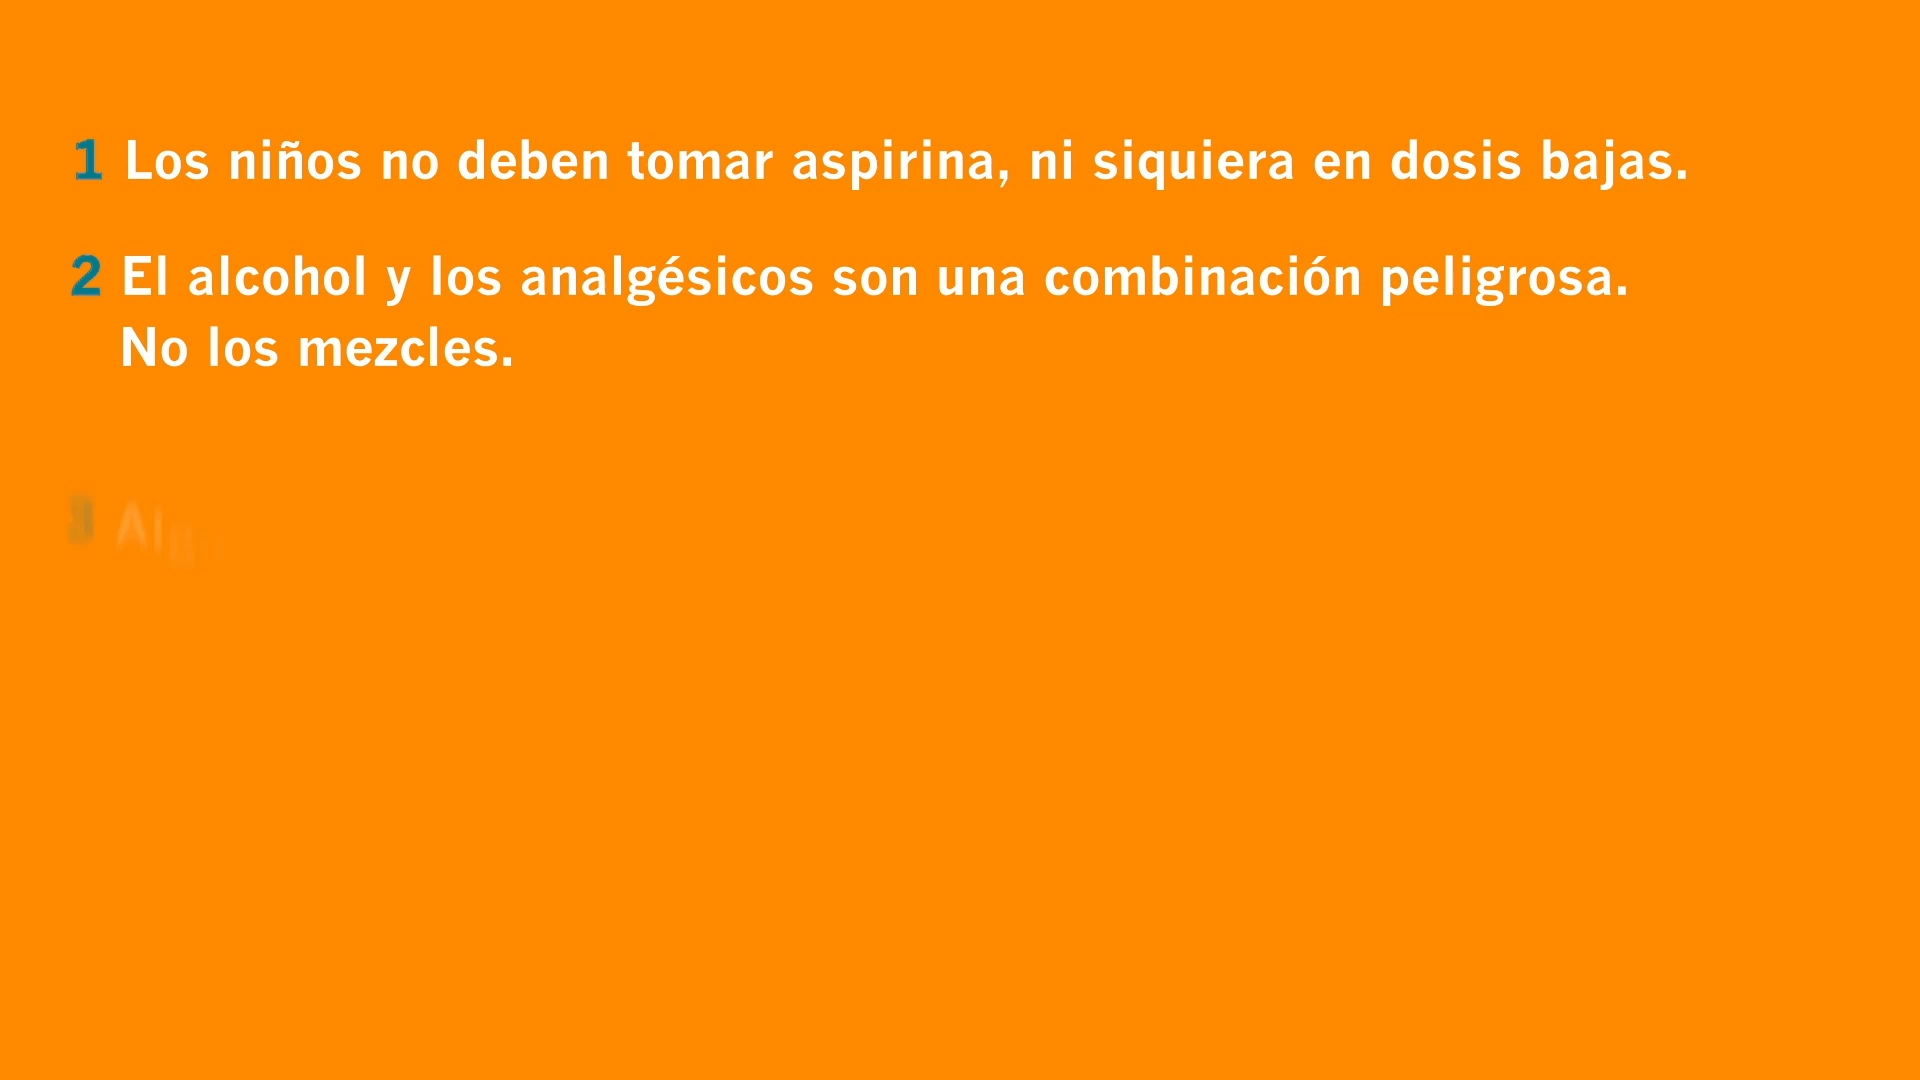 1 Los niños no deben tomar aspirina, ni siquiera en dosis bajas.
2 El alcohol y los analgésicos son una combinación peligrosa.
No los mezcles.
3